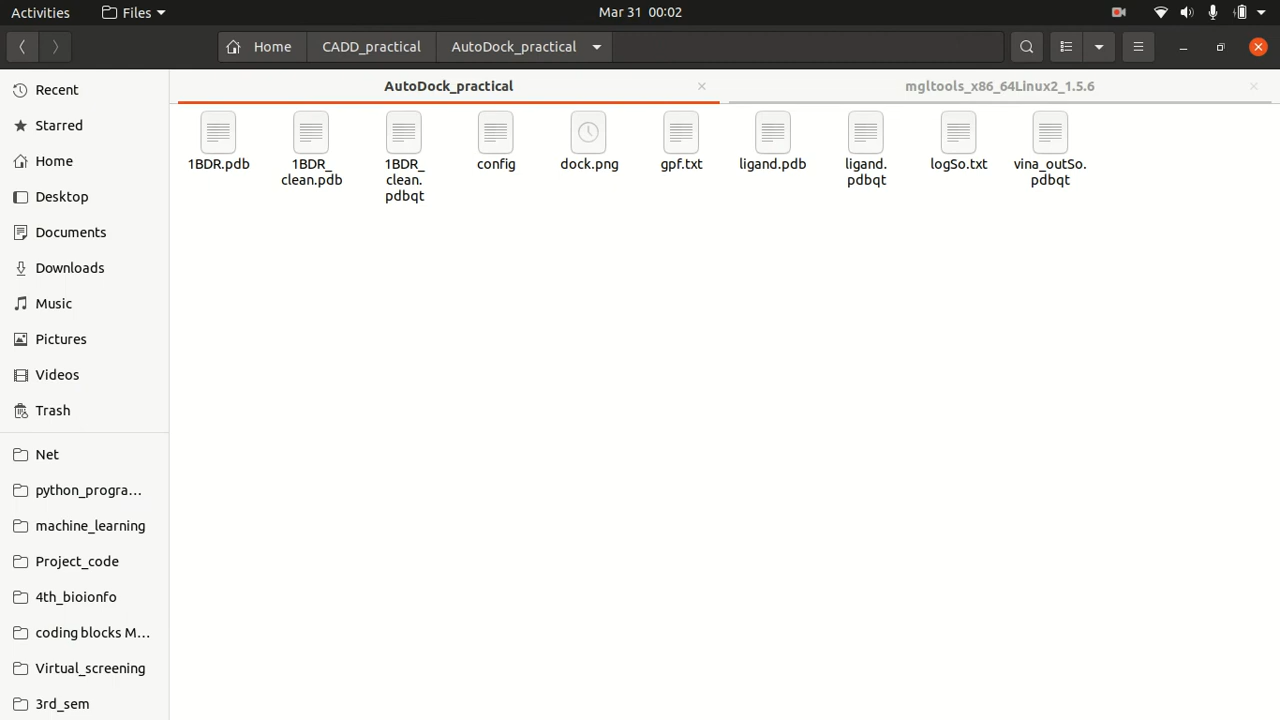 Activities
Files
Mar 31 00:02
Home
CADD_practical
AutoDock_practical
AutoDock_practical
mgltools_x86_64Linux2_1.5.6
Recent
Starred
Home
Desktop
Documents
Downloads
Music
Pictures
Videos
Trash
Net
python_progra...
machine_learning
Project_code
4th_bioionfo
coding blocks M...
Virtual_screening
3rd_sem
1BDR.pdb
1BDR_
clean.pdb
1BDR_
clean.
pdbqt
config
dock.png
gpf.txt
ligand.pdb
ligand.
pdbqt
logSo.txt
vina_outSo.
pdbqt